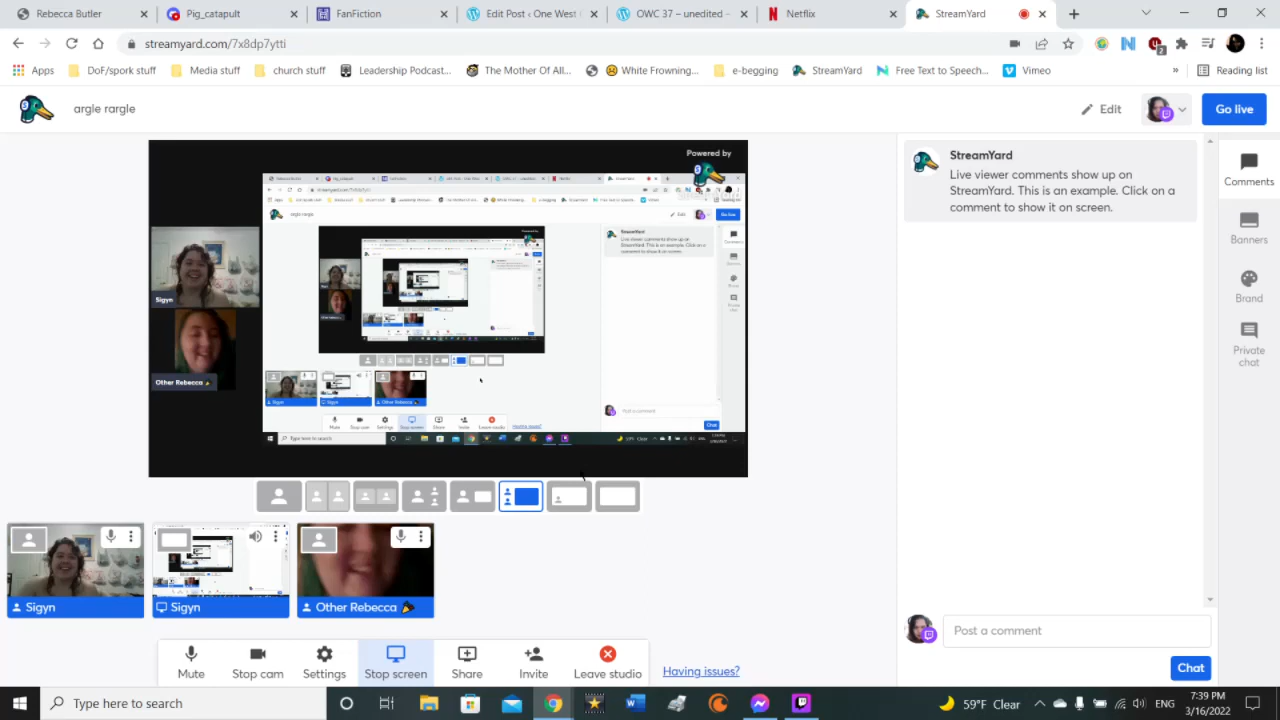 Rebecca Butler
Pig_catapult
FanFiction
Edit Post ‹ One West
OWC 37 – unedited –
Netflix
StreamYard
streamyard.com/7x8dp7ytti
2
Apps
DoF/spork stuff
Media stuff
church stuff
Leadership Podcast...
The Mother Of All...
White Frowning...
e-begging
StreamYard
Free Text to Speech...
Vimeo
»
Reading list
argle rargle
Edit
Go live
Powered by
argle rargle
Sigyn
Other Rebecca
StreamYard
Live viewer comments show up on
StreamYard. This is an example. Click on a
comment to show it on screen.
Comments
Banners
Brand
Private
chat
Sigyn
Sigyn
Other Rebecca
Mute
Stop cam
Settings
Stop screen
Share
Invite
Leave studio
Having issues?
Post a comment
Chat
Type here to search
59°F Clear
ENG
7:39 PM
3/16/2022